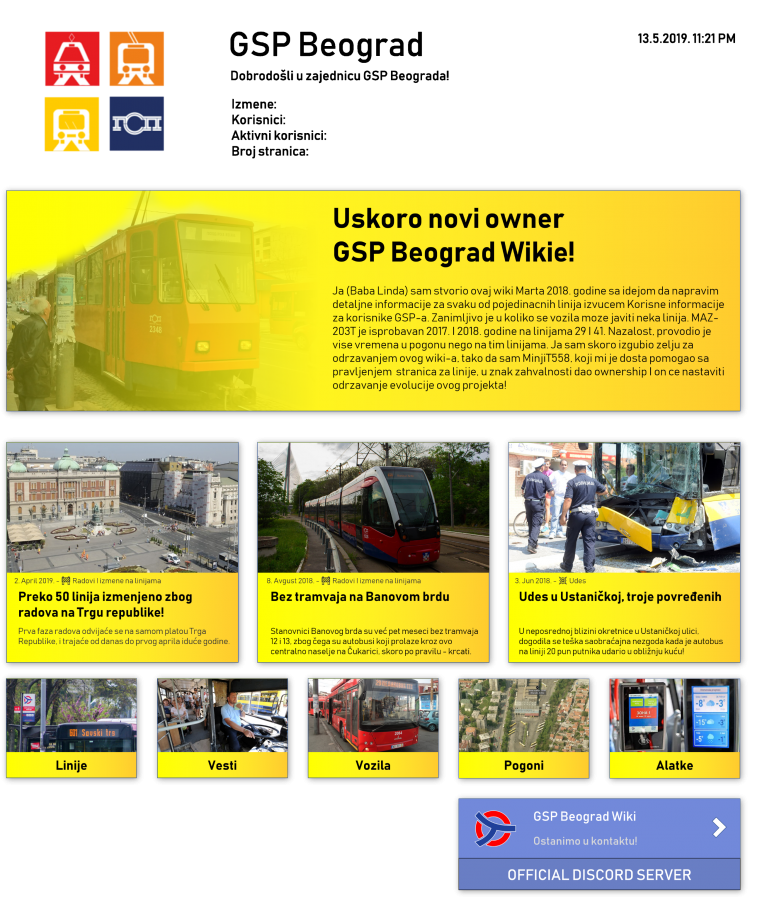 GSP Beograd
13.5.2019. 11:21 PM
Dobrodošli u zajednicu GSP Beograda!
ГСП
Izmene:
Korisnici:
Aktivni korisnici:
Broj stranica:
Uskoro novi owner
GSP Beograd Wikie!
Ja (Baba Linda) sam stvorio ovaj wiki Marta 2018. godine sa idejom da napravim
detaljne informacije za svaku od pojedinacnih linija izvucem Korisne informacije
za korisnike GSP-a. Zanimljivo je u koliko se vozila moze javiti neka linija. MAZ-
203T je isprobavan 2017. I 2018. godine na linijama 29 I 41. Nazalost, provodio je
vise vremena u pogonu nego na tim linijama. Ja sam skoro izgubio zelju za
odrzavanjem ovog wiki-a, tako da sam MinjiT558, koji mi je dosta pomogao sa
pravljenjem stranica za linije, u znak zahvalnosti dao ownership I on ce nastaviti
odrzavanje evolucije ovog projekta!
2. April 2019. - Radovi I izmene na linijama
Preko 50 linija izmenjeno zbog
radova na Trgu republike!
Prva faza radova odvijaće se na samom platou Trga
Republike, i trajaće od danas do prvog aprila iduće godine.
8. Avgust 2018. - Radovi I izmene na linijama
Bez tramvaja na Banovom brdu
Stanovnici Banovog brda su već pet meseci bez tramvaja
12 i 13, zbog čega su autobusi koji prolaze kroz ovo
centralno naselje na Čukarici, skoro po pravilu - krcati.
3. Jun 2018. - Udes
Udes u Ustaničkoj, troje povređenih
U neposrednoj blizini okretnice u Ustaničkoj ulici,
dogodila se teška saobraćajna nezgoda kada je autobus
na liniji 20 pun putnika udario u obližnju kuću!
Linije
Vesti
Vozila
Pogoni
Alatke
GSP Beograd Wiki
Ostanimo u kontaktu!
OFFICIAL DISCORD SERVER